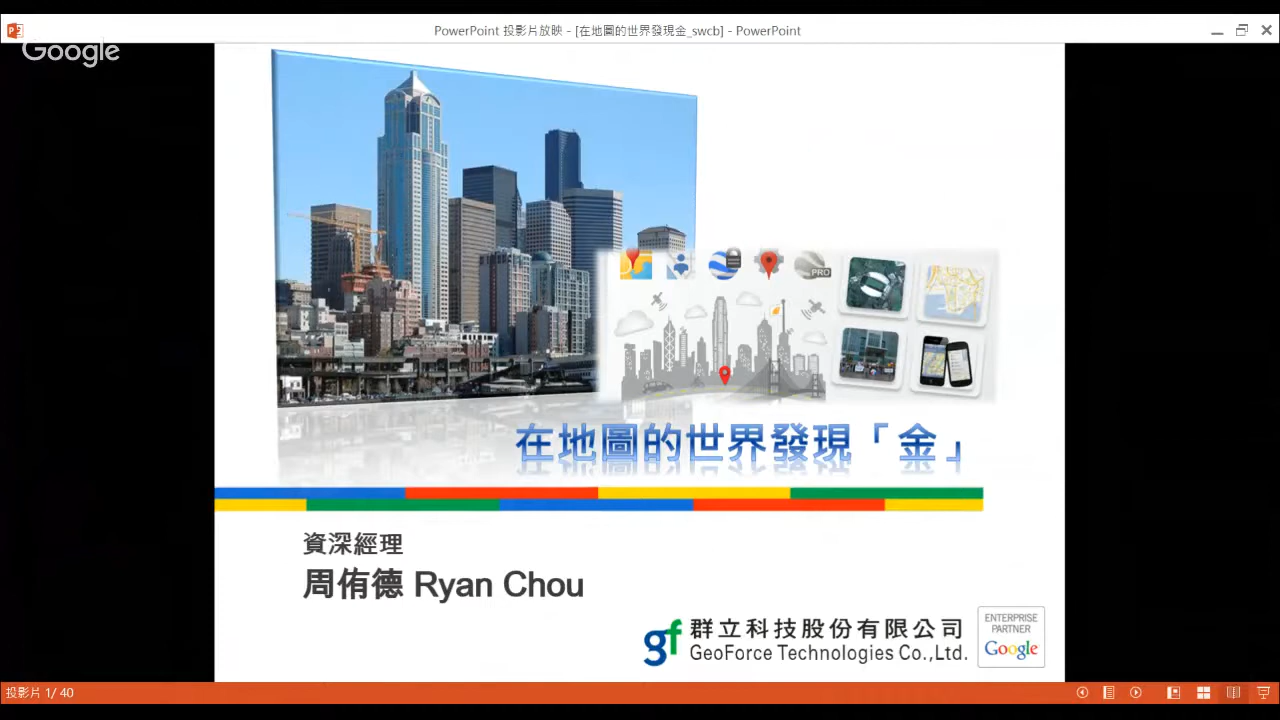 PowerPoint 投影片放映 - [在地圖的世界發現金_swcb] - PowerPoint
Google
PRO
在地圖的世界發現「金」
資深經理
周侑德 Ryan Chou
gf 群立科技股份有限公司
GeoForce Technologies Co.,Ltd.
ENTERPRISE
PARTNER
Google
投影片 1/ 40